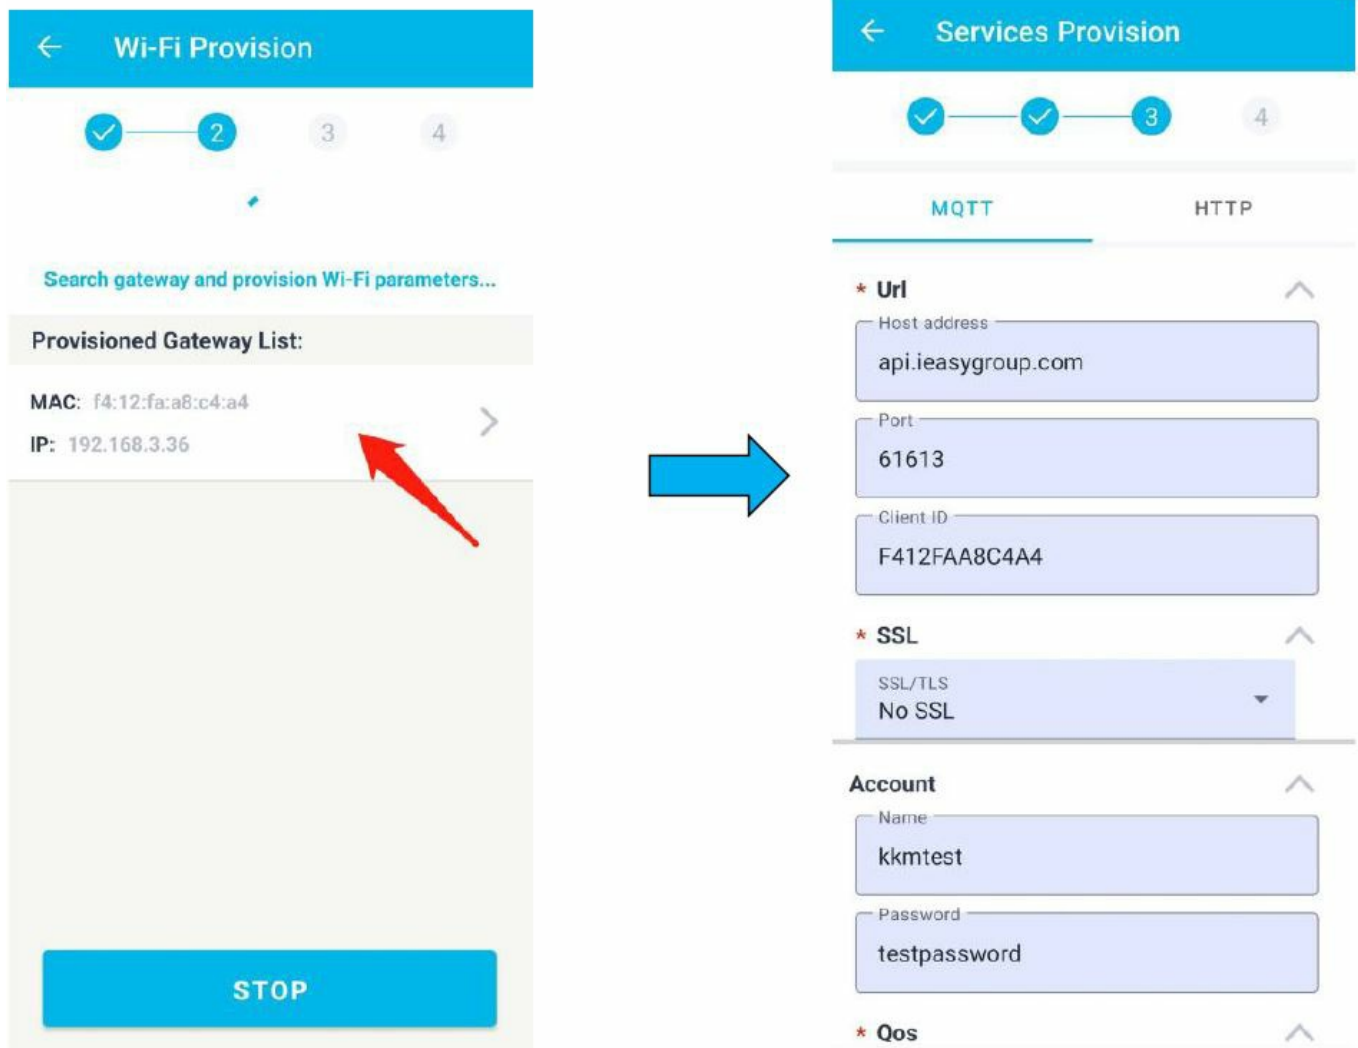 Wi-Fi Provision
2 3 4
Search gateway and provision Wi-Fi parameters...
Provisioned Gateway List:
MAC: f4:12:fa:a8:c4:a4
IP: 192.168.3.36
STOP
Services Provision
3 4
MQTT HTTP
* Url
Host address
api.ieasygroup.com
Port
61613
Client ID
F412FAA8C4A4
* SSL
SSL/TLS
No SSL
Account
Name
kkmtest
Password
testpassword
* Qos